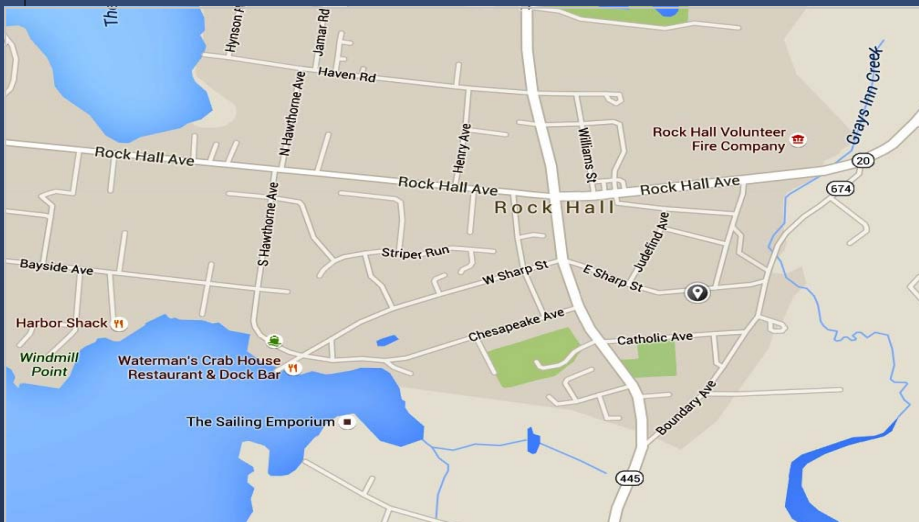 The
Hynson
Jamar Rd
Haven Rd
N Hawthorne Ave
Henry Ave
Williams St
Rock Hall Volunteer
Fire Company
Grays Inn Creek
20
674
Rock Hall Ave
Rock Hall Ave
Rock Hall Ave
Rock Hall
S Hawthorne Ave
Judefind Ave
Striper Run
W Sharp St
E Sharp St
Bayside Ave
Harbor Shack
Windmill
Point
Chesapeake Ave
Catholic Ave
Waterman's Crab House
Restaurant & Dock Bar
The Sailing Emporium
Boundary Ave
445